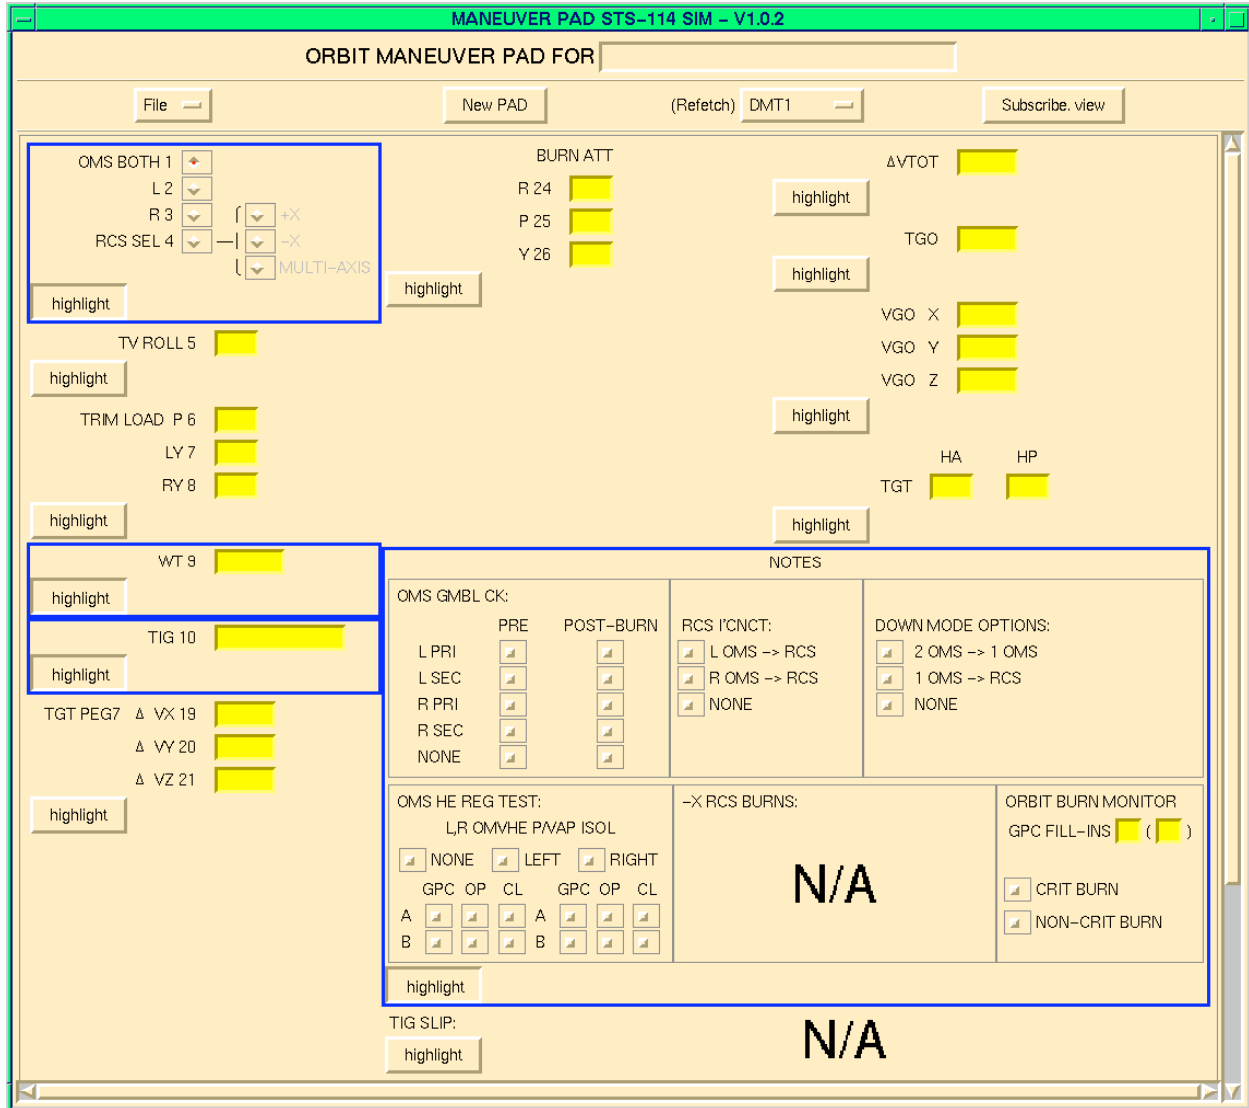 MANEUVER PAD STS-114 SIM - V1.0.2
ORBIT MANEUVER PAD FOR
File
New PAD
(Refetch) DMT1
Subscribe. view
OMS BOTH 1
L 2
R 3
+X
RCS SEL 4
-X
MULTI-AXIS
highlight
TV ROLL 5
highlight
TRIM LOAD P 6
LY 7
RY 8
highlight
WT 9
highlight
TIG 10
highlight
TGT PEG7 Δ VX 19
Δ VY 20
Δ VZ 21
highlight
BURN ATT
R 24
P 25
Y 26
highlight
ΔVTOT
highlight
TGO
highlight
VGO X
VGO Y
VGO Z
highlight
HA HP
TGT
highlight
NOTES
OMS GMBL CK:
PRE POST-BURN
L PRI
L SEC
R PRI
R SEC
NONE
RCS I'CNCT:
L OMS -> RCS
R OMS -> RCS
NONE
DOWN MODE OPTIONS:
2 OMS -> 1 OMS
1 OMS -> RCS
NONE
OMS HE REG TEST:
L,R OMVHE P/VAP ISOL
NONE LEFT RIGHT
GPC OP CL GPC OP CL
A A
B B
-X RCS BURNS:
N/A
ORBIT BURN MONITOR
GPC FILL-INS ( )
CRIT BURN
NON-CRIT BURN
highlight
TIG SLIP:
N/A
highlight